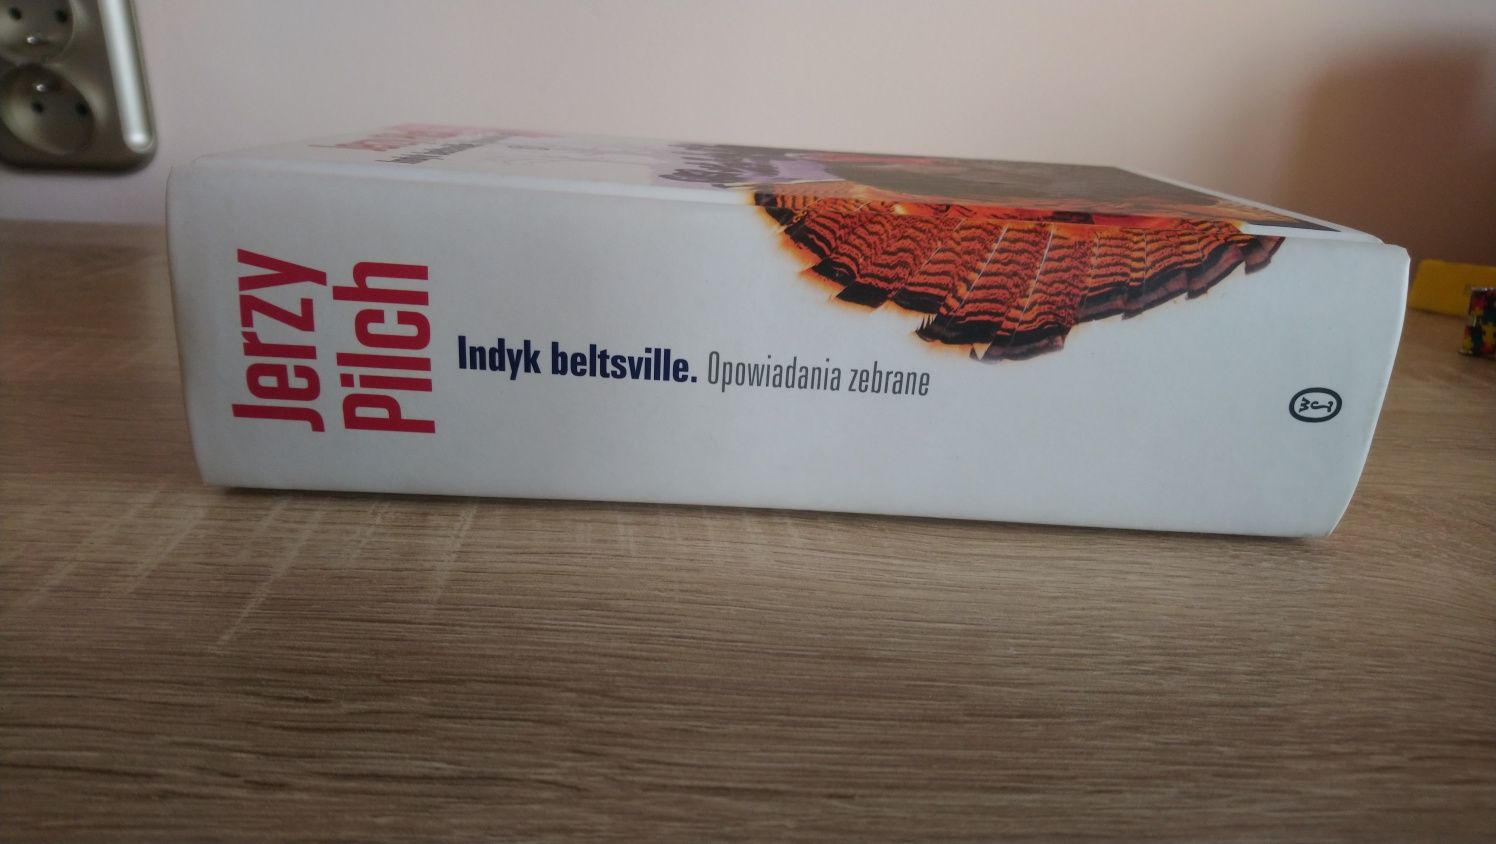 Jerzy
Pilch
Indyk beltsville. Opowiadania zebrane